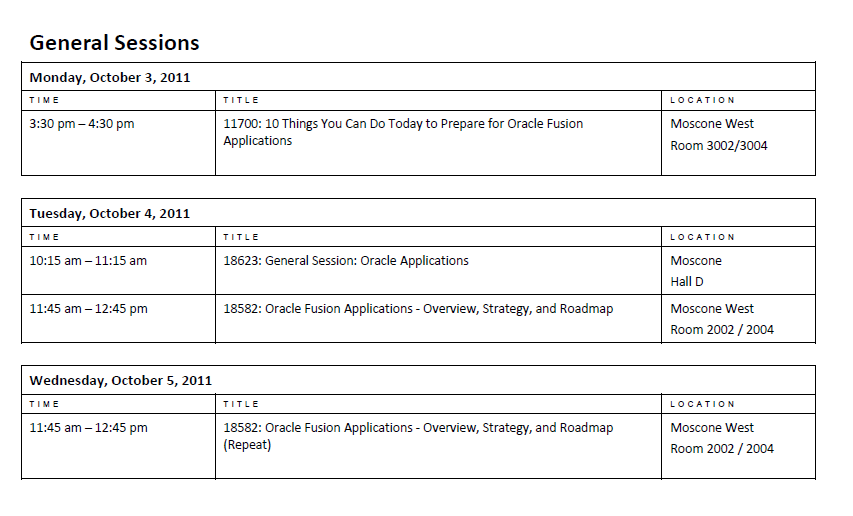 General Sessions
Monday, October 3, 2011
TIME TITLE LOCATION
3:30 pm – 4:30 pm 11700: 10 Things You Can Do Today to Prepare for Oracle Fusion Moscone West
Applications Room 3002/3004
Tuesday, October 4, 2011
TIME TITLE LOCATION
10:15 am – 11:15 am 18623: General Session: Oracle Applications Moscone
Hall D
11:45 am – 12:45 pm 18582: Oracle Fusion Applications - Overview, Strategy, and Roadmap Moscone West
Room 2002 / 2004
Wednesday, October 5, 2011
TIME TITLE LOCATION
11:45 am – 12:45 pm 18582: Oracle Fusion Applications - Overview, Strategy, and Roadmap Moscone West
(Repeat) Room 2002 / 2004